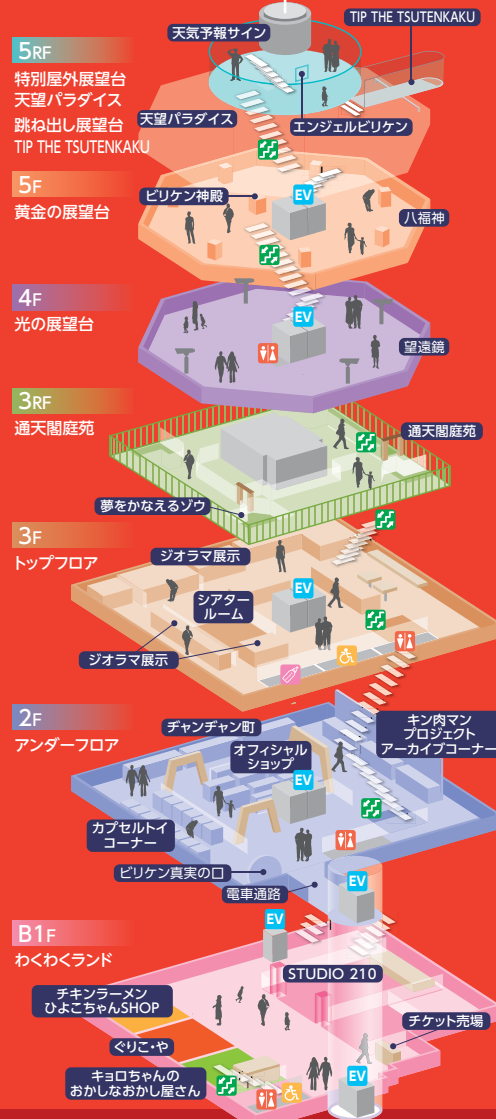 天気予報サイン
TIP THE TSUTENKAKU
5RF
特別屋外展望台
天望パラダイス
跳ね出し展望台
TIP THE TSUTENKAKU
天望パラダイス
エンジェルビリケン
5F
黄金の展望台
ビリケン神殿
EV
八福神
4F
光の展望台
EV
望遠鏡
3RF
通天閣庭苑
通天閣庭苑
夢をかなえるゾウ
3F
トップフロア
ジオラマ展示
EV
シアター
ルーム
ジオラマ展示
2F
アンダーフロア
ヂャンヂャン町
オフィシャル
ショップ
EV
キン肉マン
プロジェクト
アーカイブコーナー
カプセルトイ
コーナー
ビリケン真実の口
電車通路
EV
B1F
わくわくランド
EV
STUDIO 210
チキンラーメン
ひよこちゃんSHOP
チケット売場
ぐりこ・や
キョロちゃんの
おかしなおかし屋さん
EV